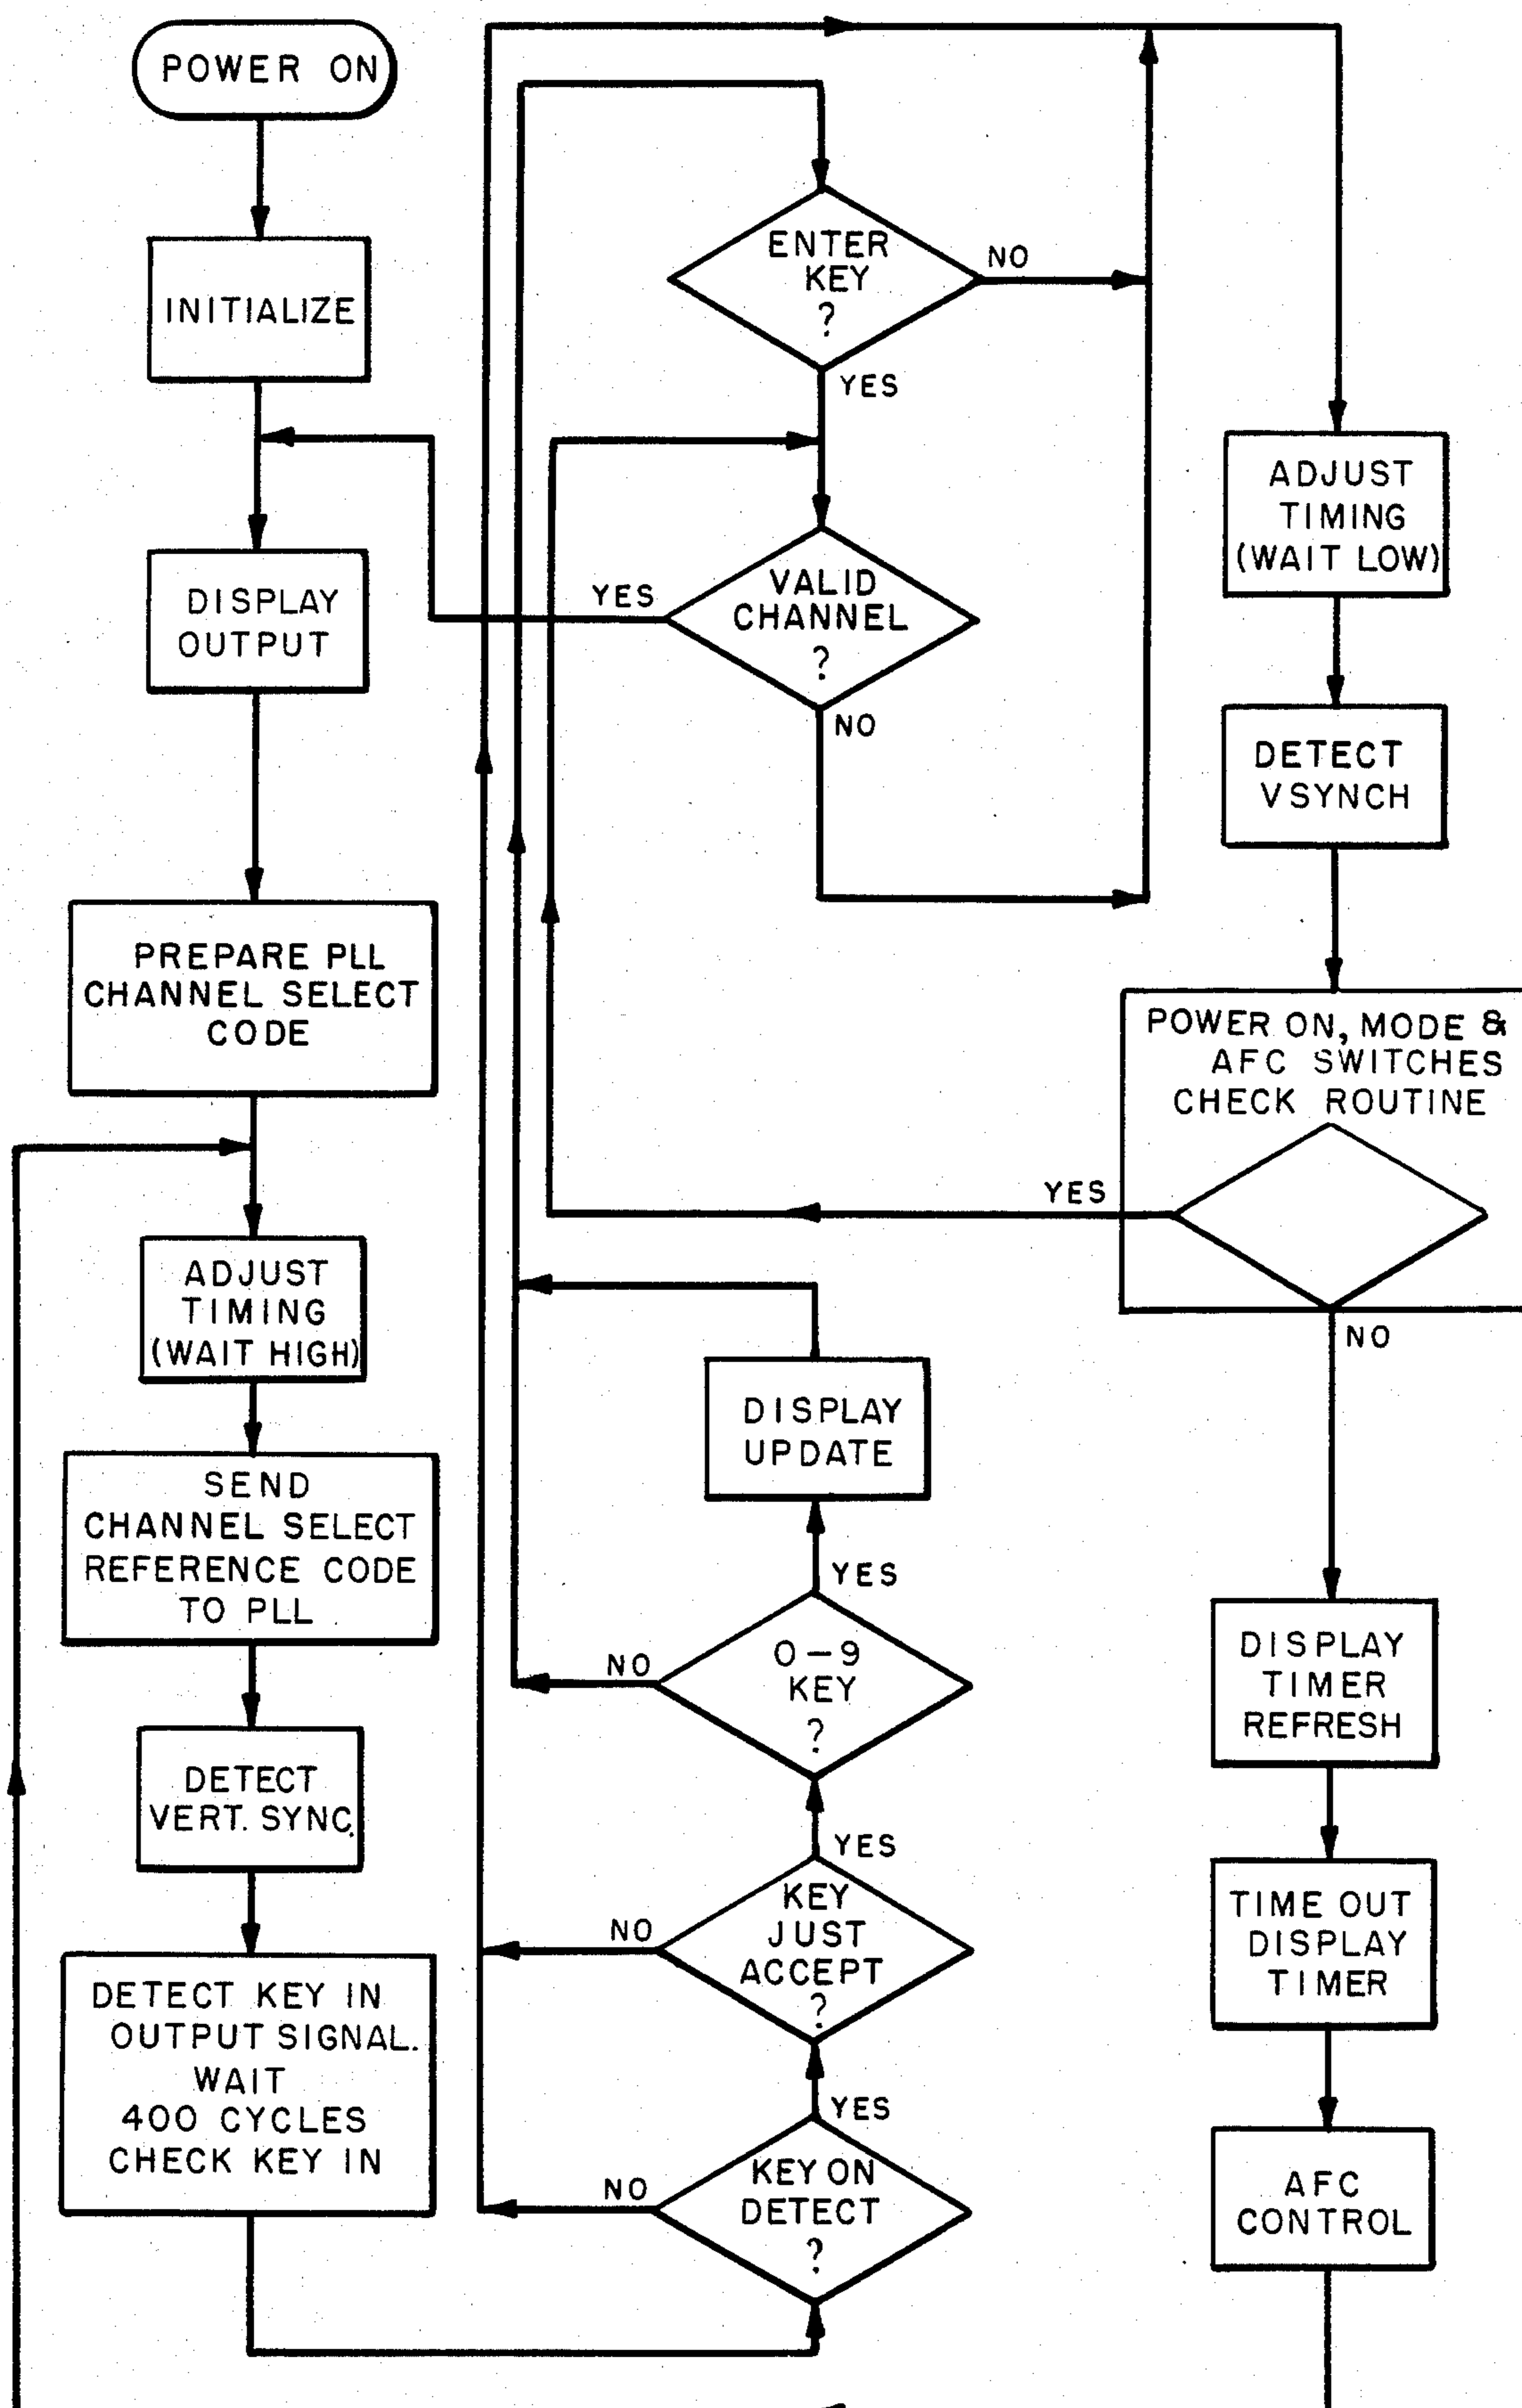 POWER ON
INITIALIZE
DISPLAY
OUTPUT
PREPARE PLL
CHANNEL SELECT
CODE
ADJUST
TIMING
(WAIT HIGH)
SEND
CHANNEL SELECT
REFERENCE CODE
TO PLL
DETECT
VERT. SYNC.
DETECT KEY IN
OUTPUT SIGNAL.
WAIT
400 CYCLES
CHECK KEY IN
ENTER
KEY
?
NO
YES
VALID
CHANNEL
?
YES
NO
DISPLAY
UPDATE
YES
0-9
KEY
?
NO
YES
KEY
JUST
ACCEPT
?
NO
YES
KEY ON
DETECT
?
NO
ADJUST
TIMING
(WAIT LOW)
DETECT
VSYNCH
POWER ON, MODE &
AFC SWITCHES
CHECK ROUTINE
YES
NO
DISPLAY
TIMER
REFRESH
TIME OUT
DISPLAY
TIMER
AFC
CONTROL